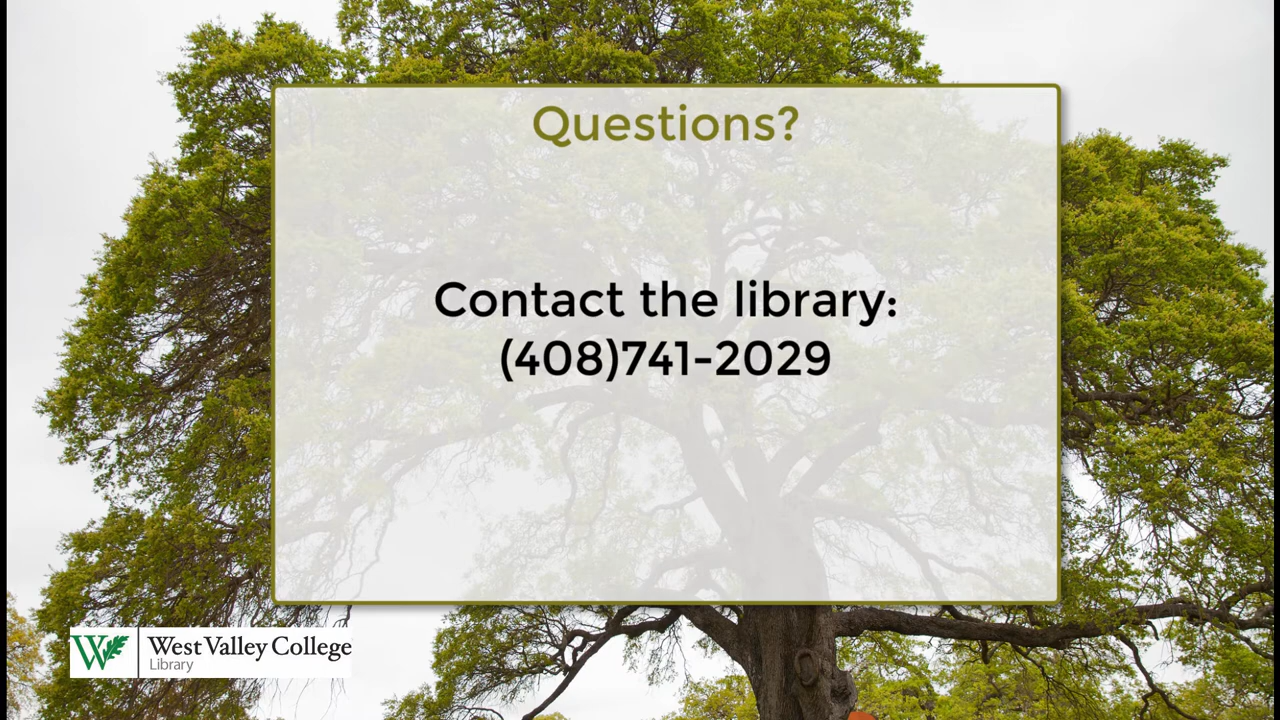 Questions?
Contact the library:
(408)741-2029
West Valley College
Library